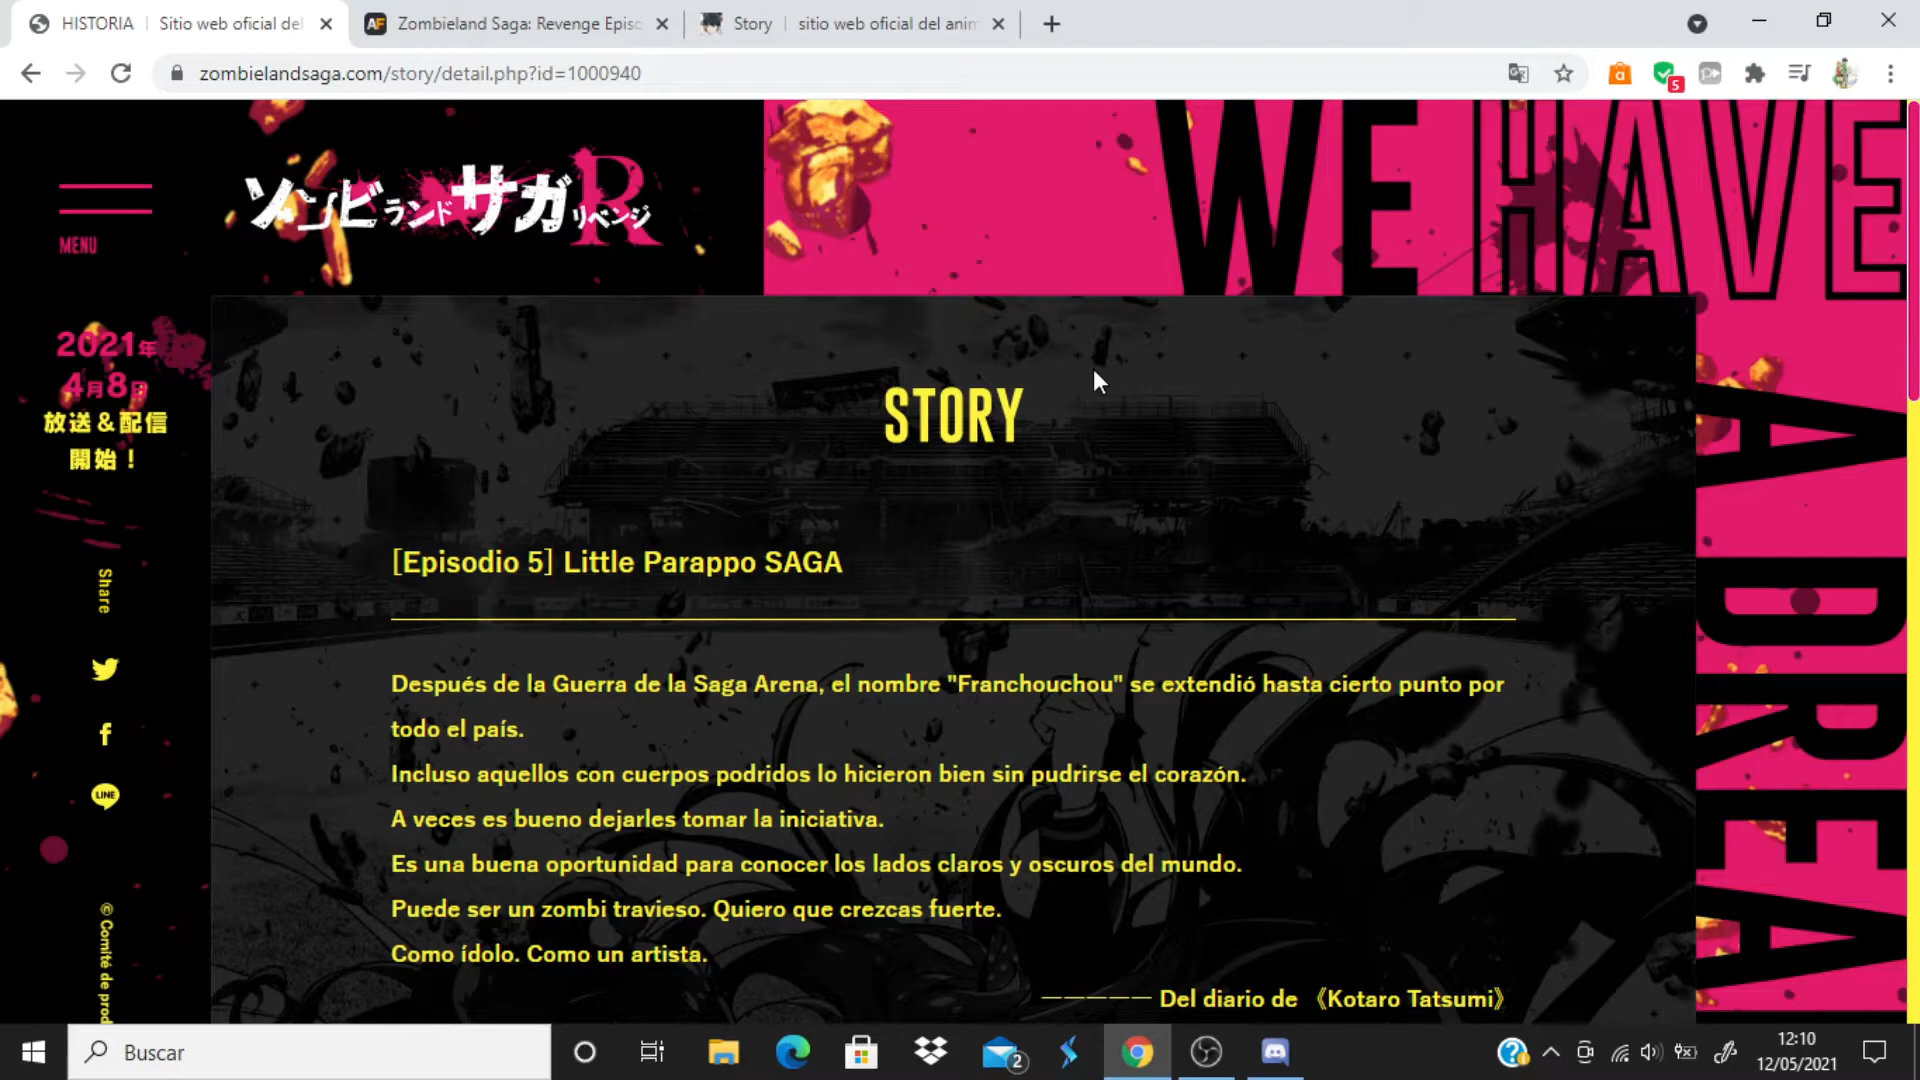 HISTORIA | Sitio web oficial del
Zombieland Saga: Revenge Episo
Story | sitio web oficial del anim
zombielandsaga.com/story/detail.php?id=1000940
5
MENU
ゾンビランドサガリベンジ
R
WE HAVE
A DREA
2021年
4月8日
放送&配信
開始!
Share
LINE
© Comité de prod
STORY
[Episodio 5] Little Parappo SAGA
Después de la Guerra de la Saga Arena, el nombre "Franchouchou" se extendió hasta cierto punto por
todo el país.
Incluso aquellos con cuerpos podridos lo hicieron bien sin pudrirse el corazón.
A veces es bueno dejarles tomar la iniciativa.
Es una buena oportunidad para conocer los lados claros y oscuros del mundo.
Puede ser un zombi travieso. Quiero que crezcas fuerte.
Como ídolo. Como un artista.
————— Del diario de 《Kotaro Tatsumi》
Buscar
2
12:10
12/05/2021